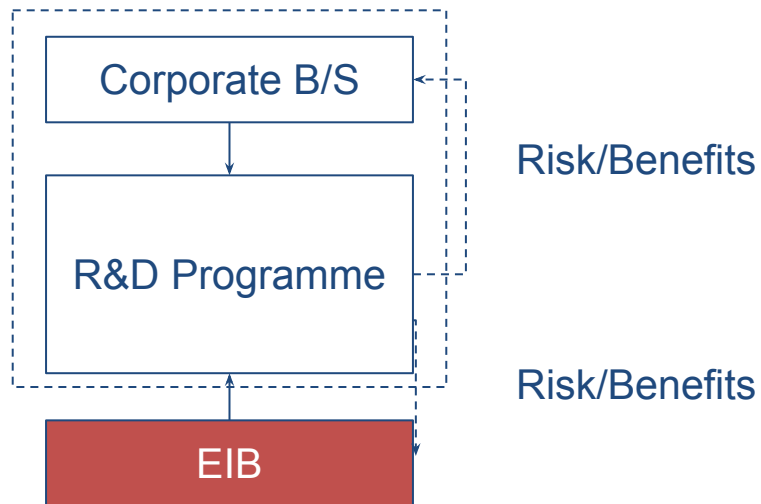 Corporate B/S
Risk/Benefits
R&D Programme
Risk/Benefits
EIB